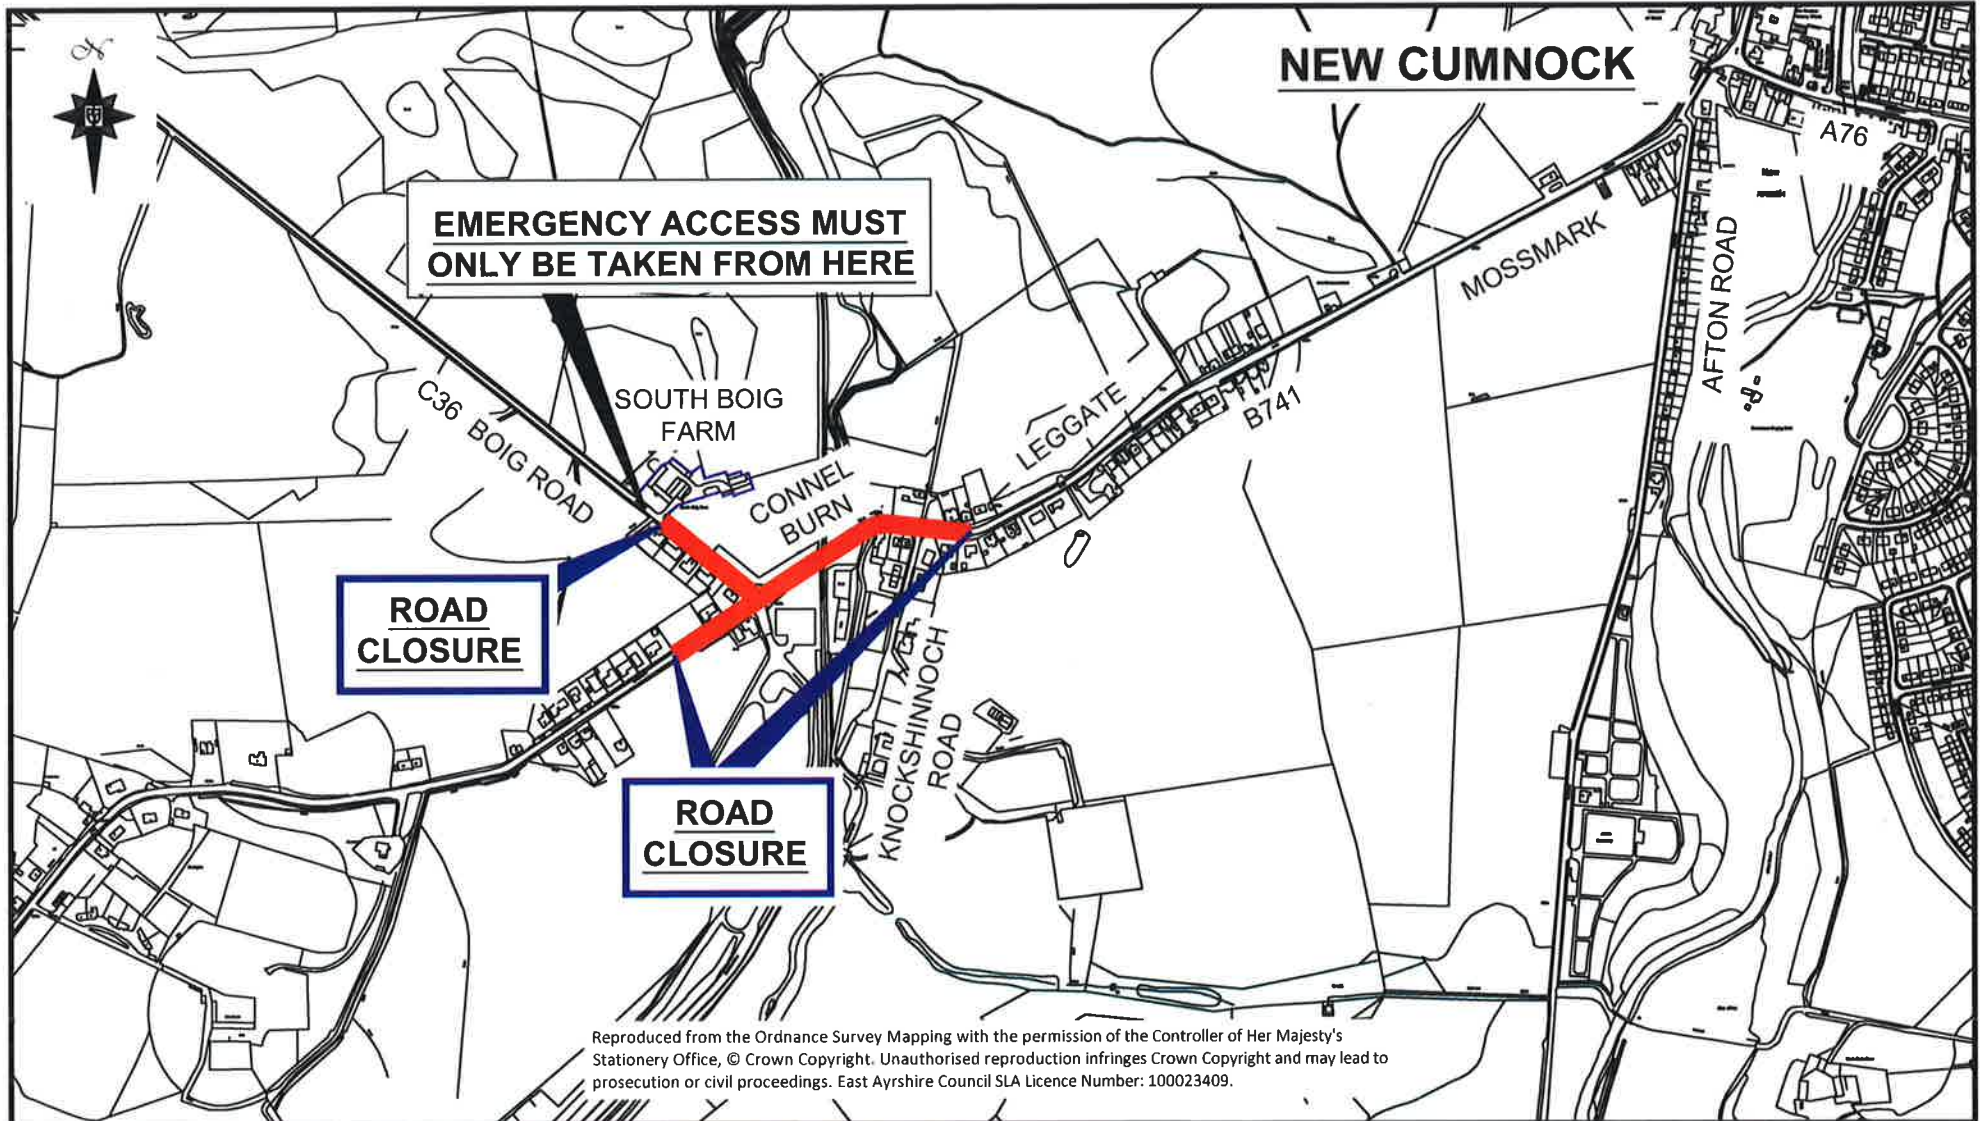 N
NEW CUMNOCK
A76
EMERGENCY ACCESS MUST
ONLY BE TAKEN FROM HERE
MOSSMARK
AFTON ROAD
C36 BOIG ROAD
SOUTH BOIG
FARM
LEGGATE
B741
CONNEL
BURN
ROAD
CLOSURE
KNOCKSHINNOCH
ROAD
ROAD
CLOSURE
Reproduced from the Ordnance Survey Mapping with the permission of the Controller of Her Majesty's
Stationery Office, © Crown Copyright. Unauthorised reproduction infringes Crown Copyright and may lead to
prosecution or civil proceedings. East Ayrshire Council SLA Licence Number: 100023409.